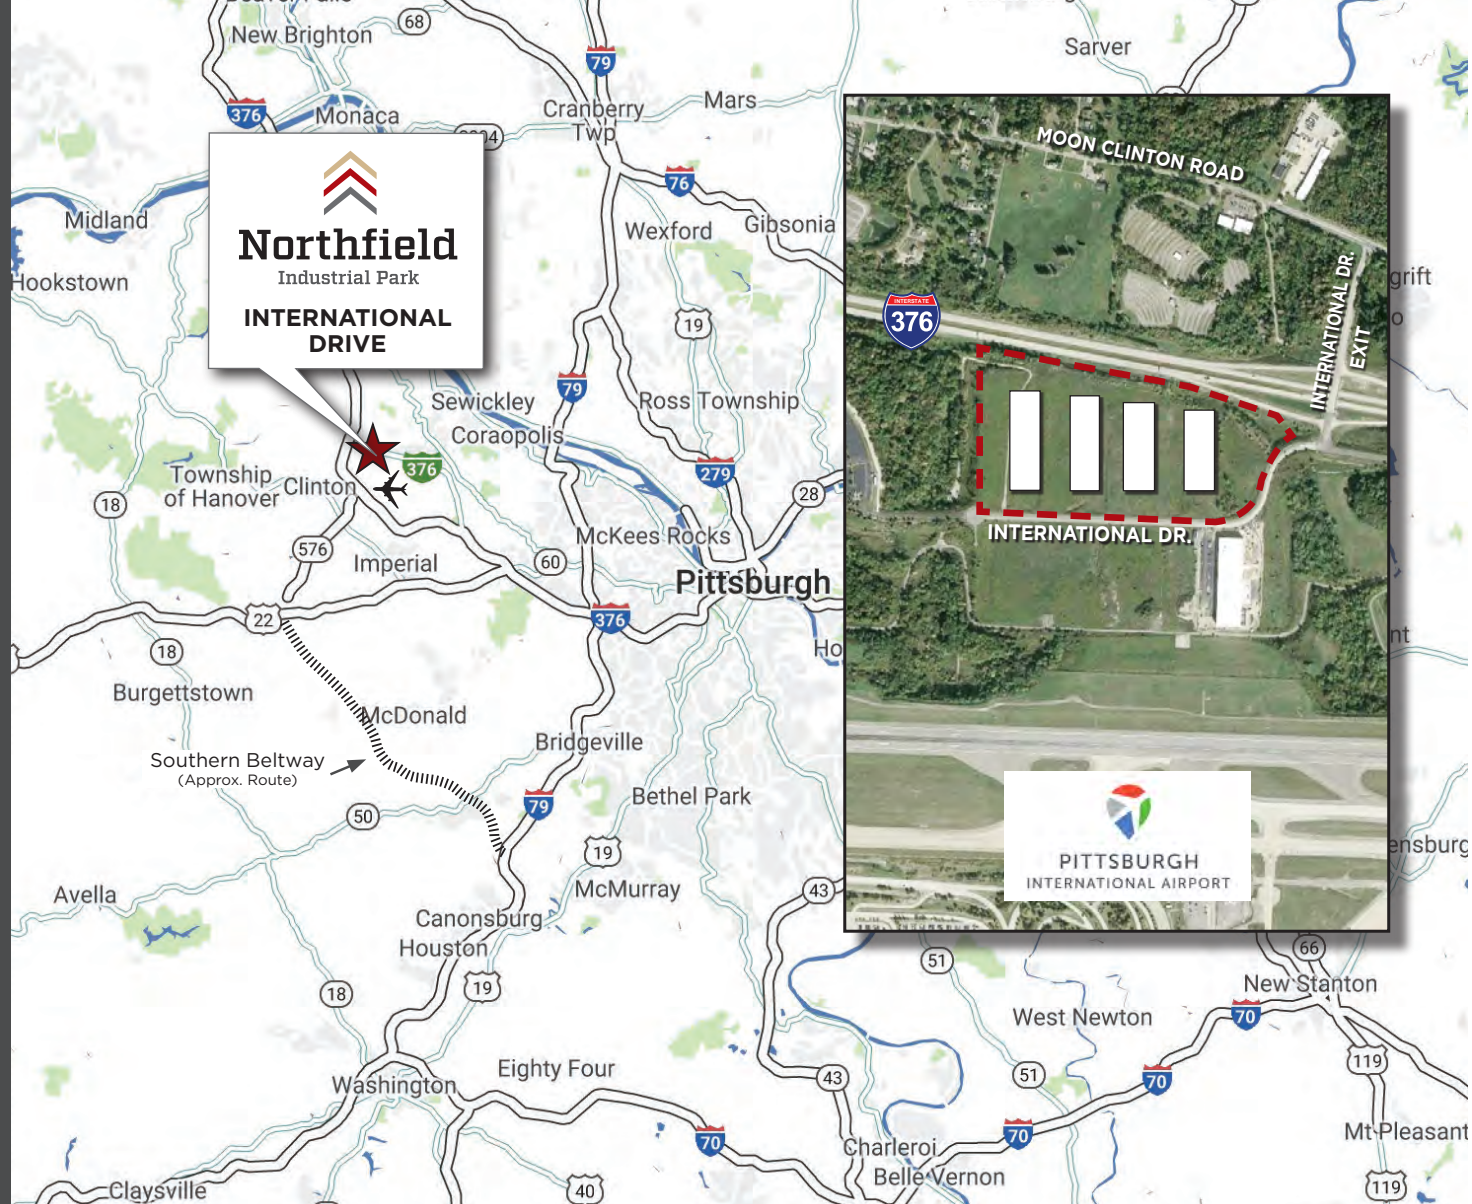 New Brighton
68
79
Sarver
376
Monaca
Cranberry
Twp
Mars
76
Midland
Hookstown
Wexford
Gibsonia
19
Northfield
Industrial Park
INTERNATIONAL
DRIVE
79
Sewickley
Ross Township
Coraopolis
Township
of Hanover
Clinton
376
279
28
18
McKees Rocks
576
Imperial
60
Pittsburgh
22
376
18
Ho
Burgettstown
McDonald
Southern Beltway
(Approx. Route)
Bridgeville
79
Bethel Park
50
19
McMurray
43
Avella
Canonsburg
Houston
19
18
51
66
New Stanton
West Newton
70
Washington
Eighty Four
43
51
70
119
70
70
Charleroi
Belle Vernon
Mt Pleasant
Claysville
40
119
MOON CLINTON ROAD
INTERSTATE
376
INTERNATIONAL DR.
EXIT
INTERNATIONAL DR.
PITTSBURGH
INTERNATIONAL AIRPORT
grift
nt
ensburg